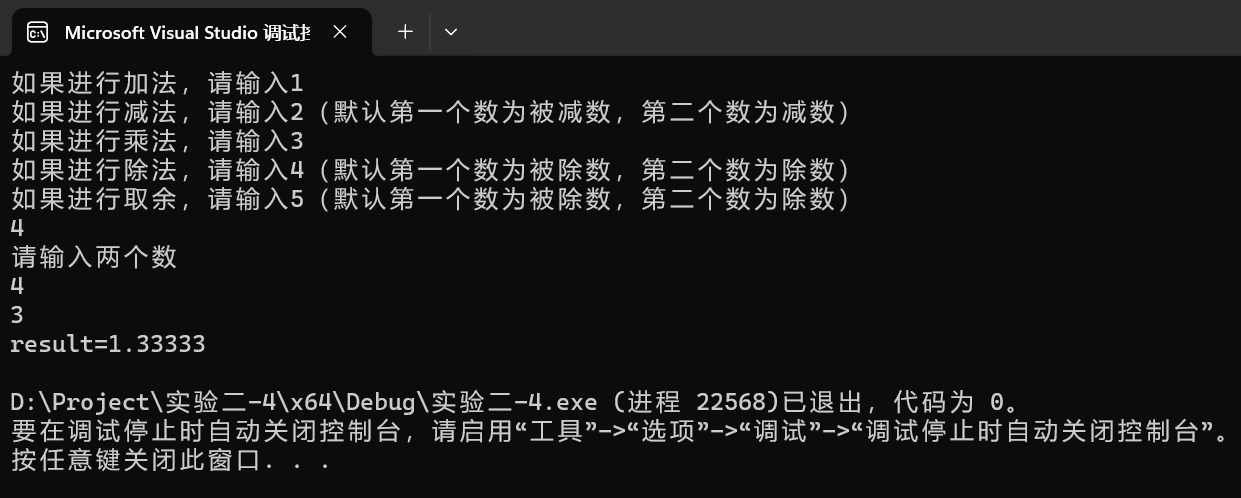 Microsoft Visual Studio 调试控
如果进行加法，请输入1
如果进行减法，请输入2（默认第一个数为被减数，第二个数为减数）
如果进行乘法，请输入3
如果进行除法，请输入4（默认第一个数为被除数，第二个数为除数）
如果进行取余，请输入5（默认第一个数为被除数，第二个数为除数）
4
请输入两个数
4
3
result=1.33333
D:\Project\实验二-4\x64\Debug\实验二-4.exe (进程 22568)已退出，代码为 0。
要在调试停止时自动关闭控制台，请启用“工具”->“选项”->“调试”->“调试停止时自动关闭控制台”。
按任意键关闭此窗口. . .